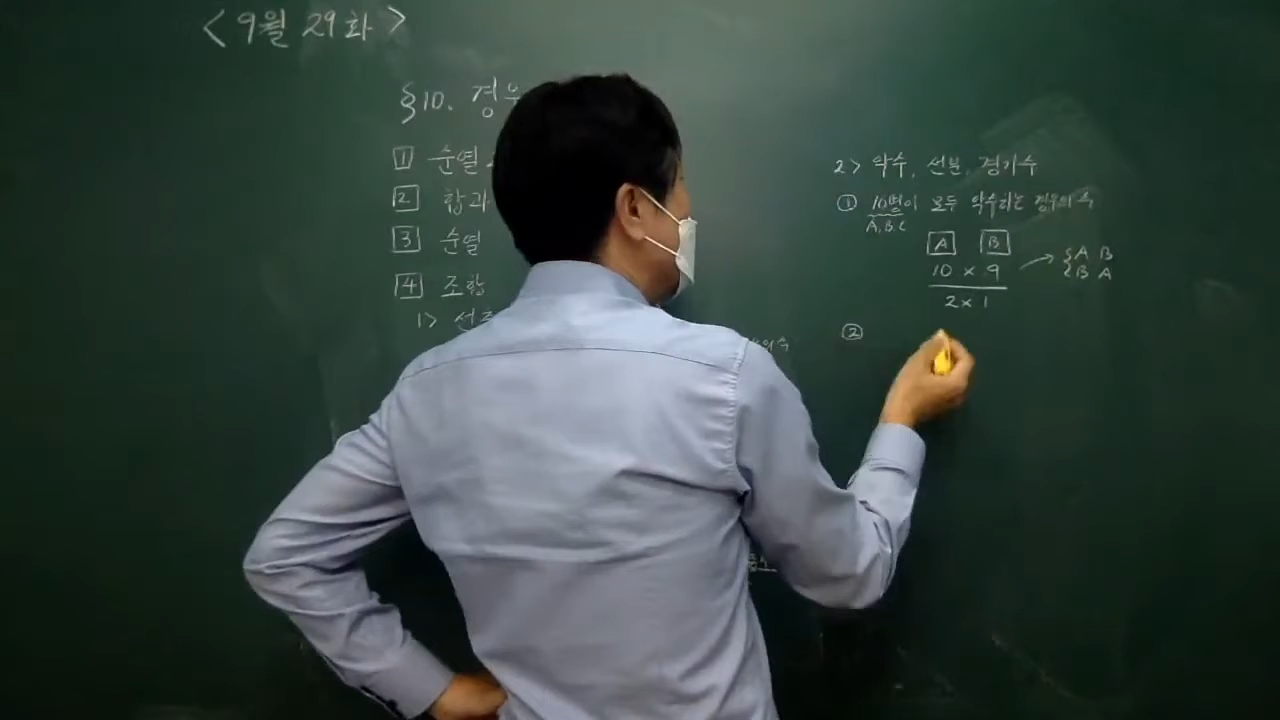 <9월 29화>
§10. 경우
1 순열
2 합과
3 순열
4 조합
1> 선
2> 악수, 선분, 경기수
① 10명이 모두 악수하는 경우의 수
A, B, C
A B
10 × 9 → { A B
{ B A
2 × 1
②